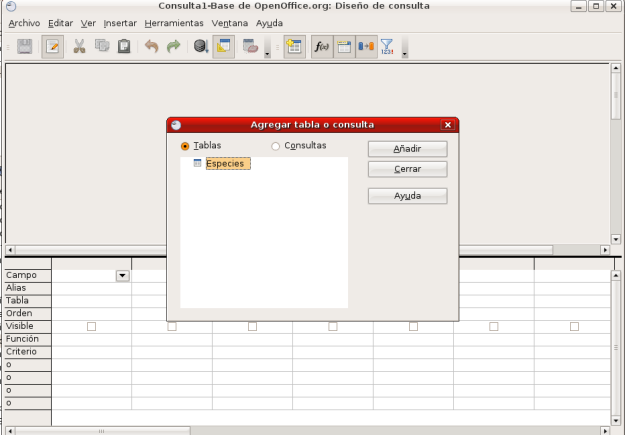 Consulta1-Base de OpenOffice.org: Diseño de consulta
Archivo Editar Ver Insertar Herramientas Ventana Ayuda
f(x)
123!
Agregar tabla o consulta
Tablas Consultas
Especies
Añadir
Cerrar
Ayuda
Campo
Alias
Tabla
Orden
Visible
Función
Criterio
o
o
o
o